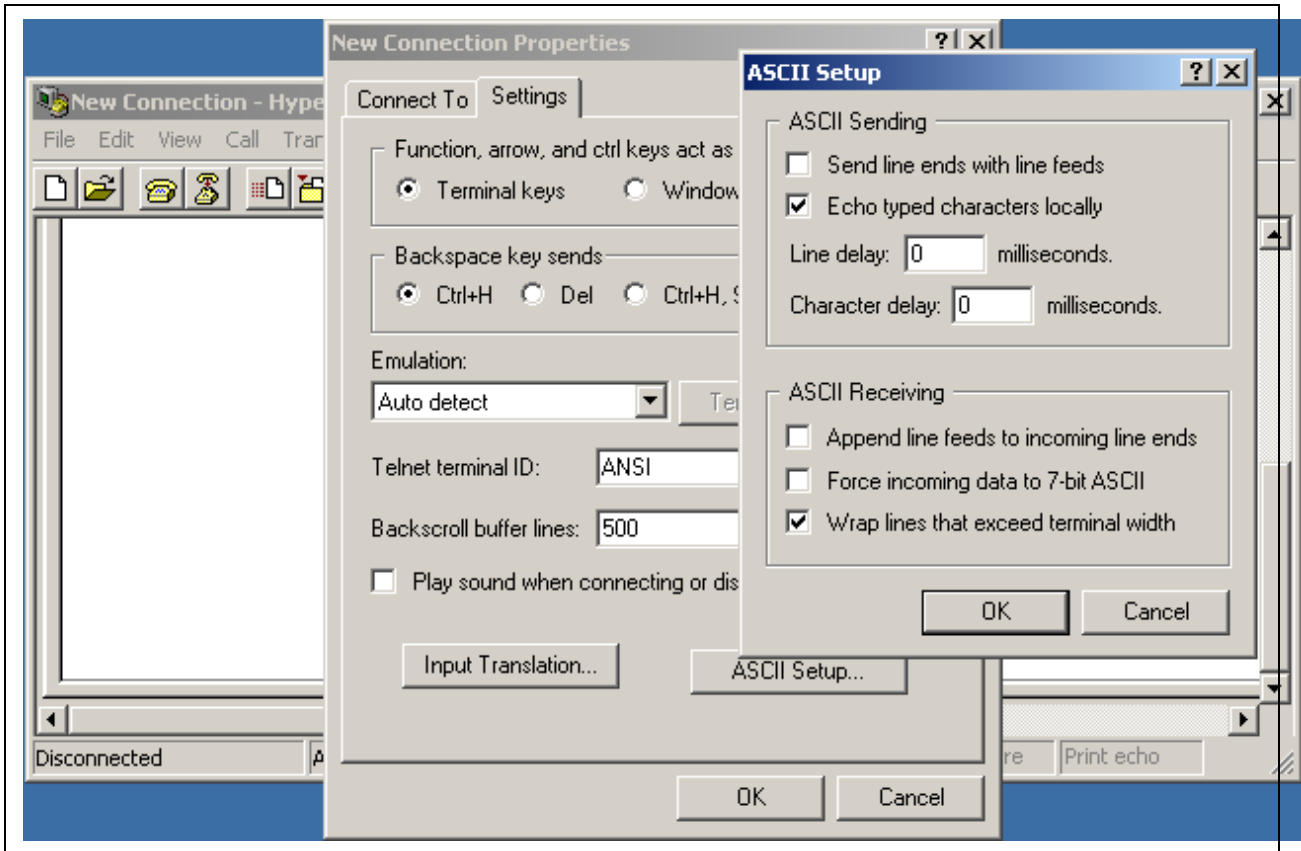 New Connection - Hype
File Edit View Call Tran
Disconnected
re Print echo
New Connection Properties
Connect To Settings
Function, arrow, and ctrl keys act as
Terminal keys Window
Backspace key sends
Ctrl+H Del Ctrl+H, S
Emulation:
Auto detect
Telnet terminal ID: ANSI
Backscroll buffer lines: 500
Play sound when connecting or dis
Input Translation... ASCII Setup...
OK Cancel
ASCII Setup
ASCII Sending
Send line ends with line feeds
Echo typed characters locally
Line delay: 0 milliseconds.
Character delay: 0 milliseconds.
ASCII Receiving
Append line feeds to incoming line ends
Force incoming data to 7-bit ASCII
Wrap lines that exceed terminal width
OK Cancel